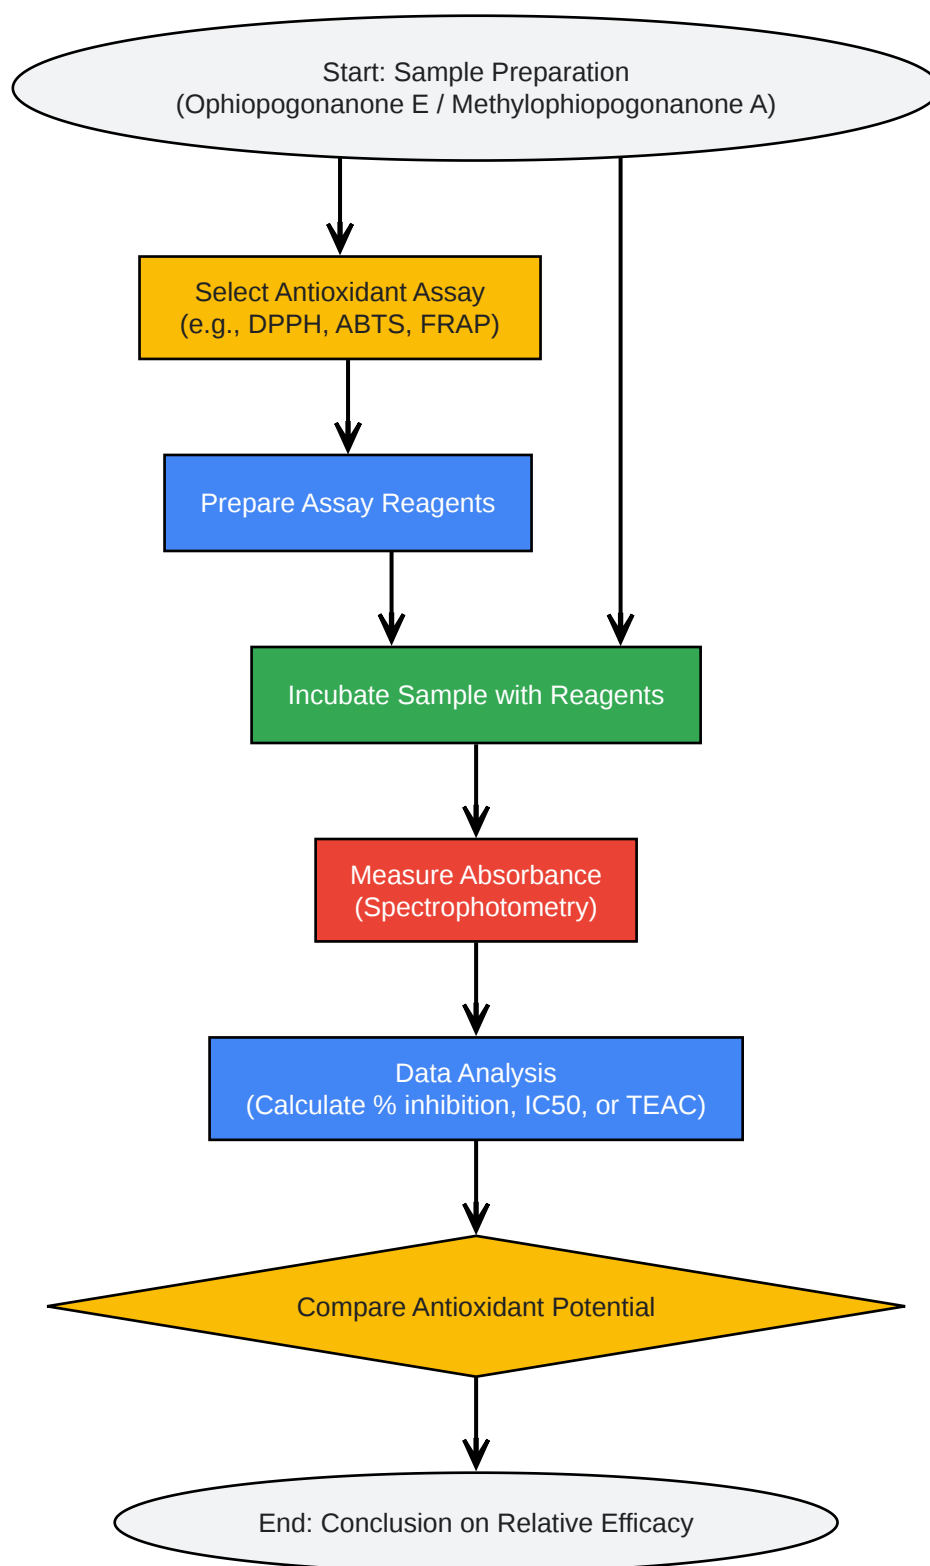 Start: Sample Preparation
(Ophiopogonanone E / Methylophiopogonanone A)
Select Antioxidant Assay
(e.g., DPPH, ABTS, FRAP)
Prepare Assay Reagents
Incubate Sample with Reagents
Measure Absorbance
(Spectrophotometry)
Data Analysis
(Calculate % inhibition, IC50, or TEAC)
Compare Antioxidant Potential
End: Conclusion on Relative Efficacy